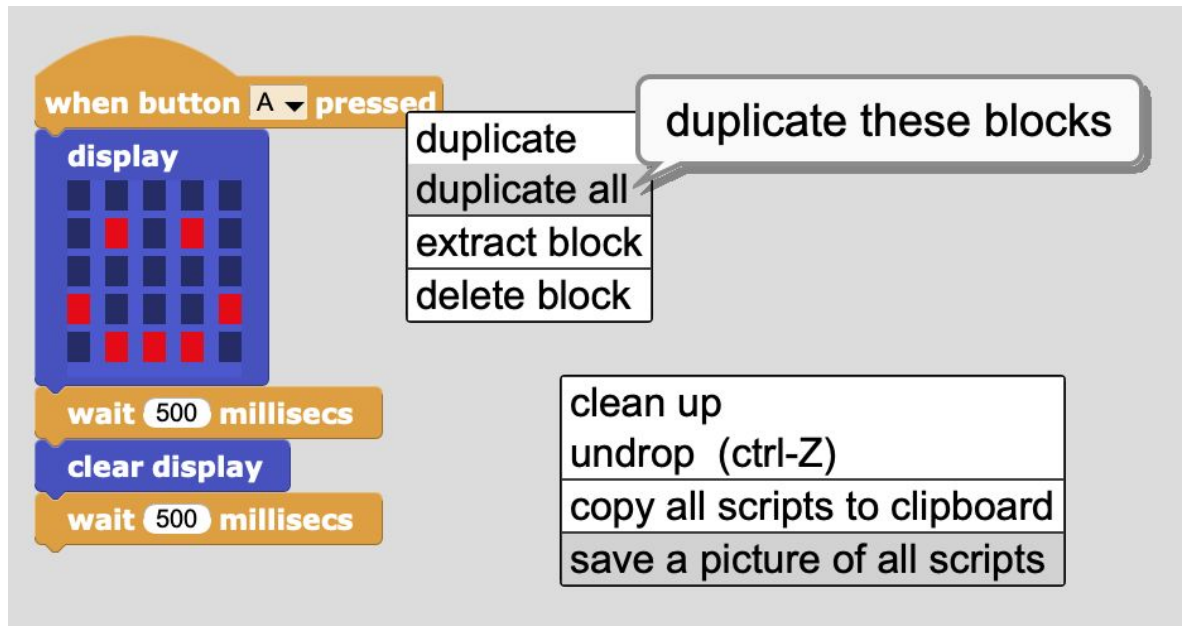 when button A pressed
display
wait 500 millisecs
clear display
wait 500 millisecs
duplicate
duplicate all
extract block
delete block
duplicate these blocks
clean up
undrop (ctrl-Z)
copy all scripts to clipboard
save a picture of all scripts